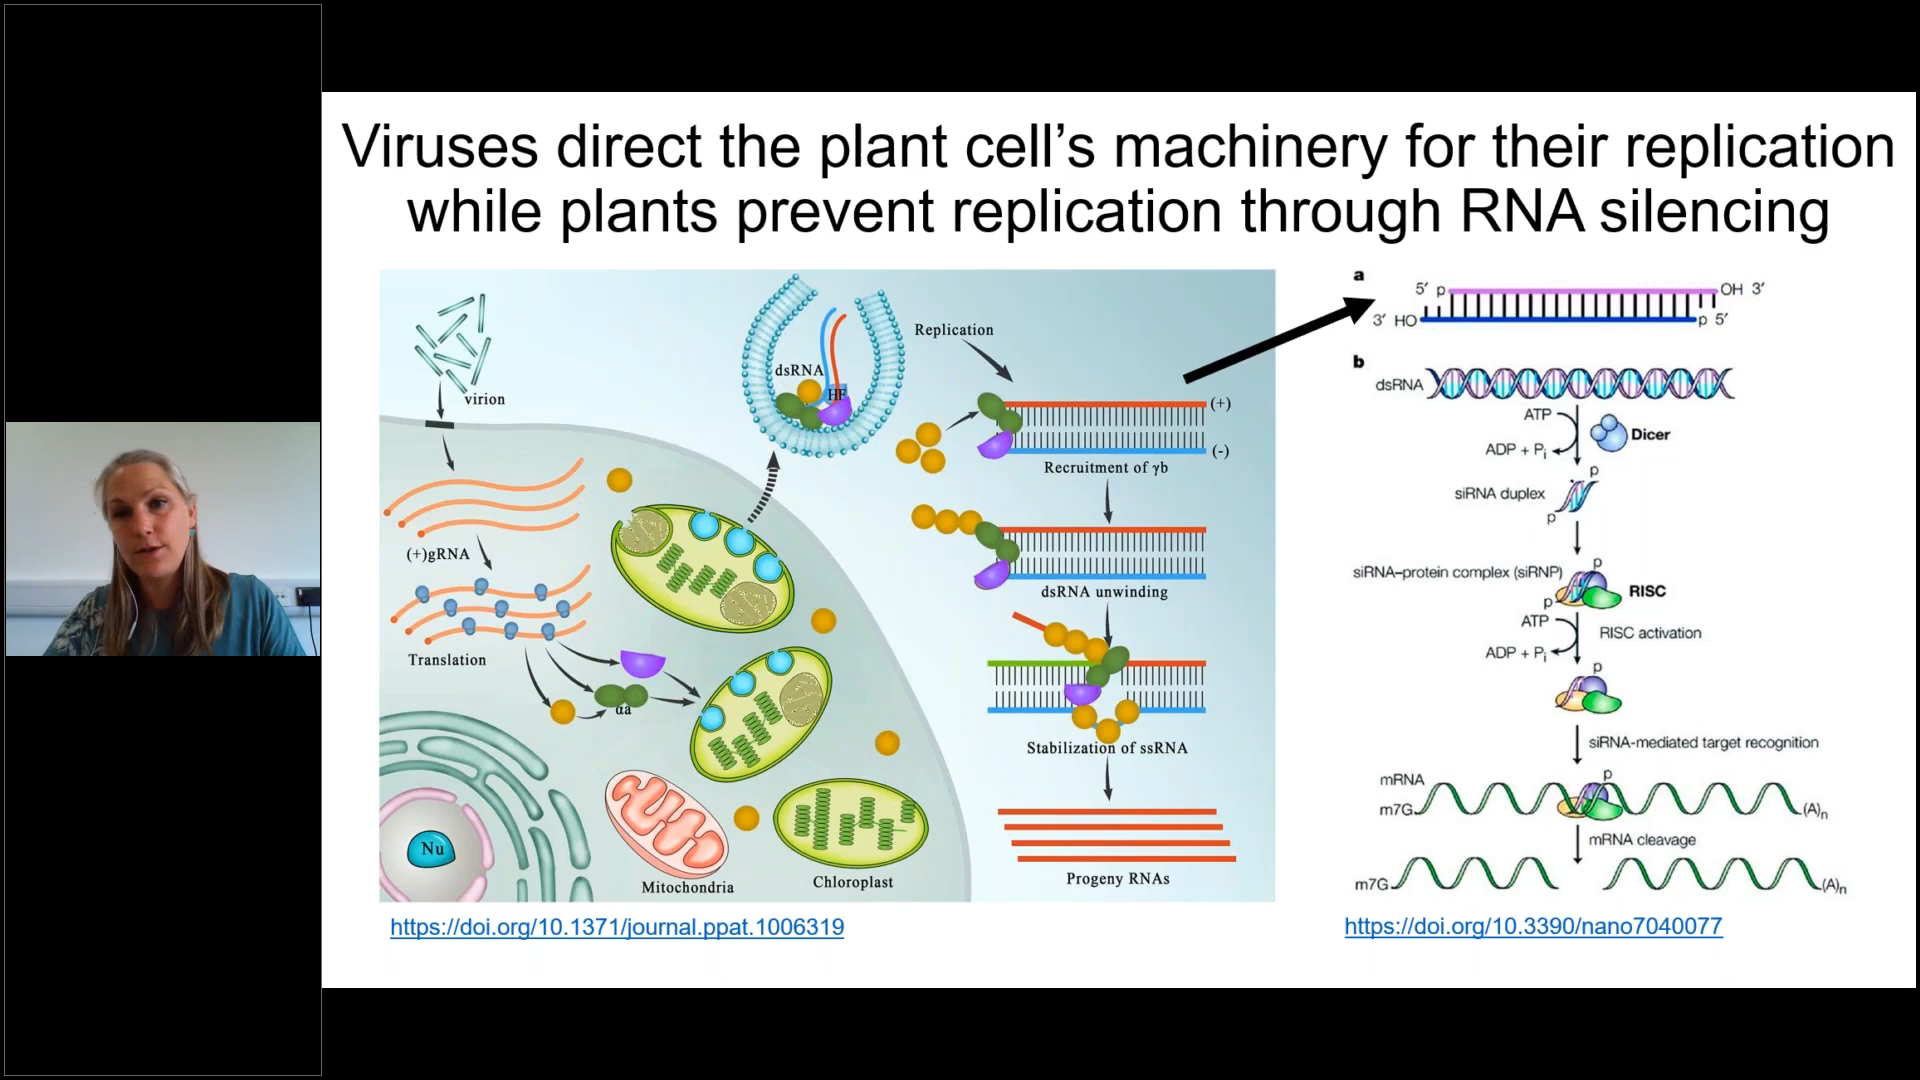 Viruses direct the plant cell’s machinery for their replication
while plants prevent replication through RNA silencing
virion
(+)gRNA
Translation
αa
Nu
Mitochondria
Chloroplast
dsRNA
HF
Replication
(+)
(-)
Recruitment of γb
dsRNA unwinding
Stabilization of ssRNA
Progeny RNAs
https://doi.org/10.1371/journal.ppat.1006319
a
5′ p
OH 3′
3′ HO
p 5′
b
dsRNA
ATP
Dicer
ADP + Pi
p
siRNA duplex
p
siRNA–protein complex (siRNP)
p
RISC
p
ATP
RISC activation
ADP + Pi
p
siRNA-mediated target recognition
mRNA
p
m7G
(A)n
mRNA cleavage
m7G
(A)n
https://doi.org/10.3390/nano7040077